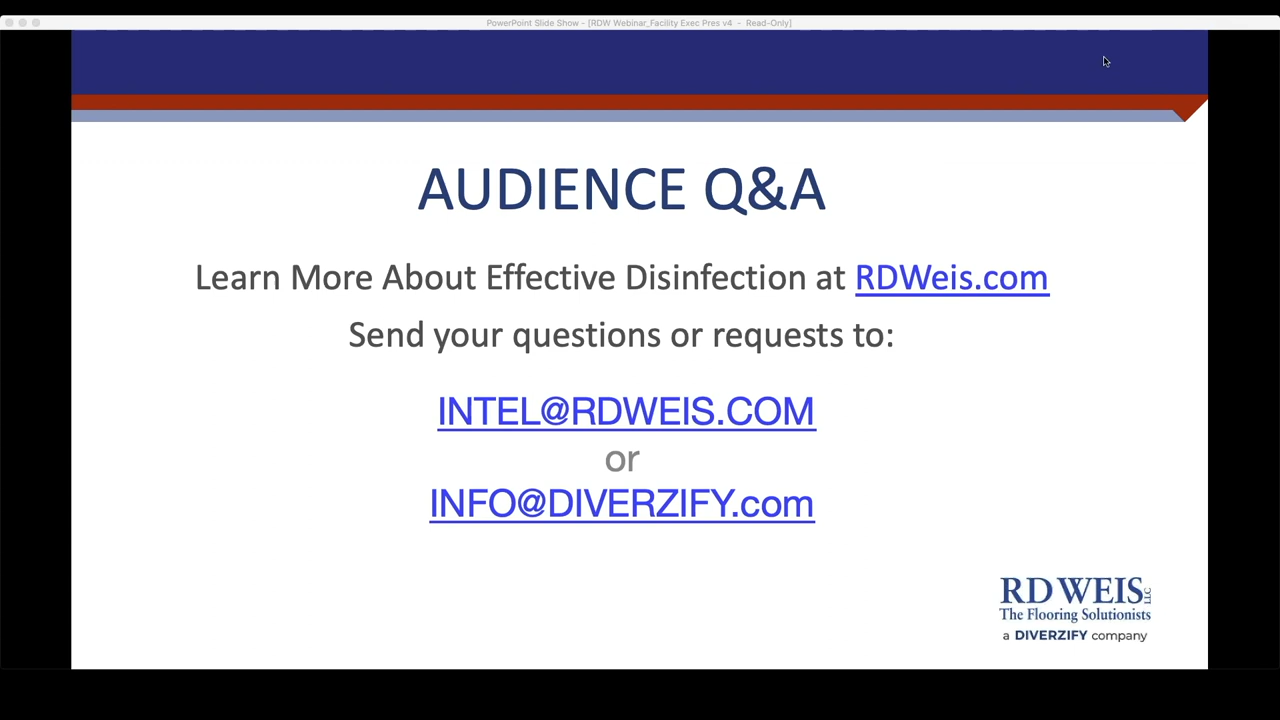 PowerPoint Slide Show - [RDW Webinar_Facility Exec Pres v4 - Read-Only]
AUDIENCE Q&A
Learn More About Effective Disinfection at RDWeis.com
Send your questions or requests to:
INTEL@RDWEIS.COM
or
INFO@DIVERZIFY.com
RD WEIS LLC
The Flooring Solutionists
a DIVERZIFY company